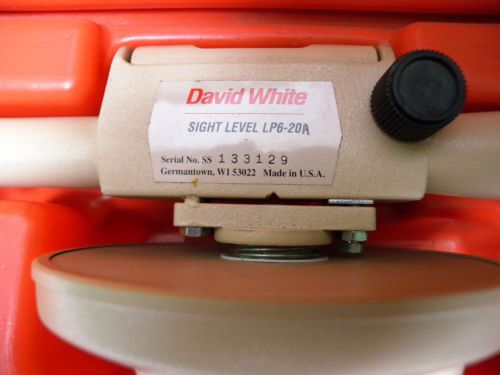 David White
SIGHT LEVEL LP6-20A
Serial No. SS 133129
Germantown, WI 53022 Made in U.S.A.